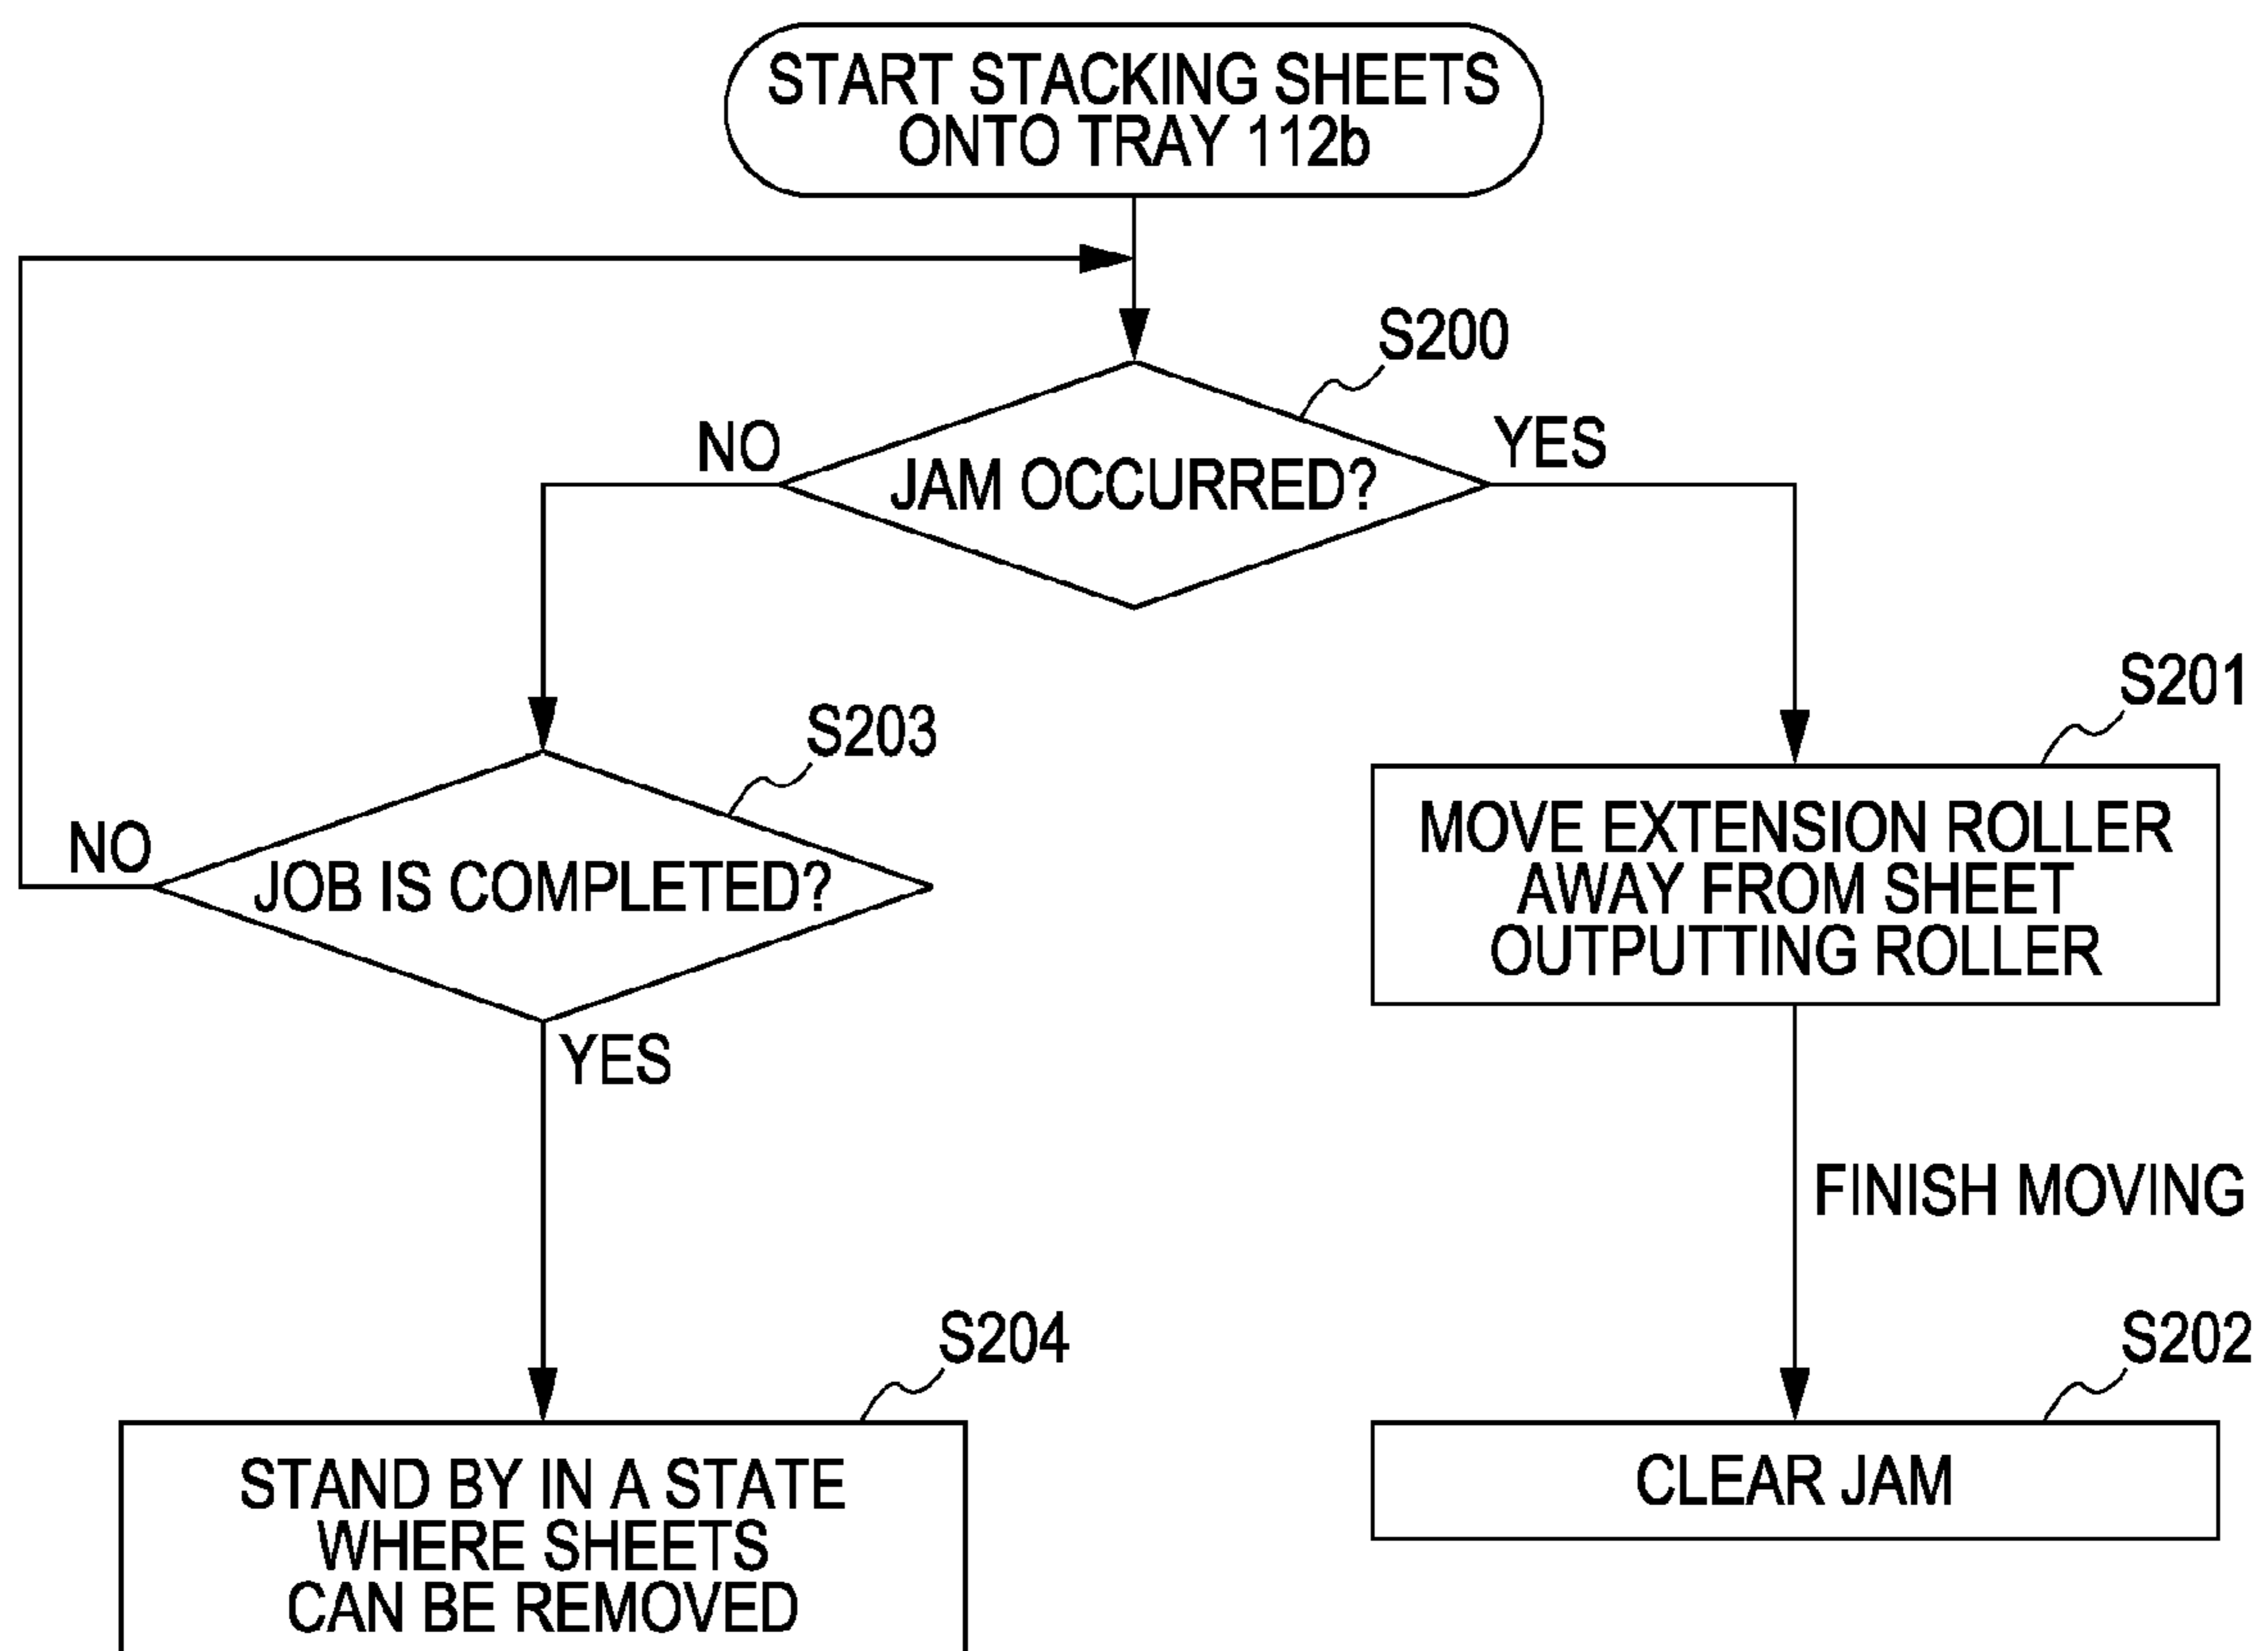 START STACKING SHEETS
ONTO TRAY 112b
S200
NO
YES
JAM OCCURRED?
S201
S203
MOVE EXTENSION ROLLER
AWAY FROM SHEET
OUTPUTTING ROLLER
NO
JOB IS COMPLETED?
YES
FINISH MOVING
S204
S202
STAND BY IN A STATE
WHERE SHEETS
CAN BE REMOVED
CLEAR JAM